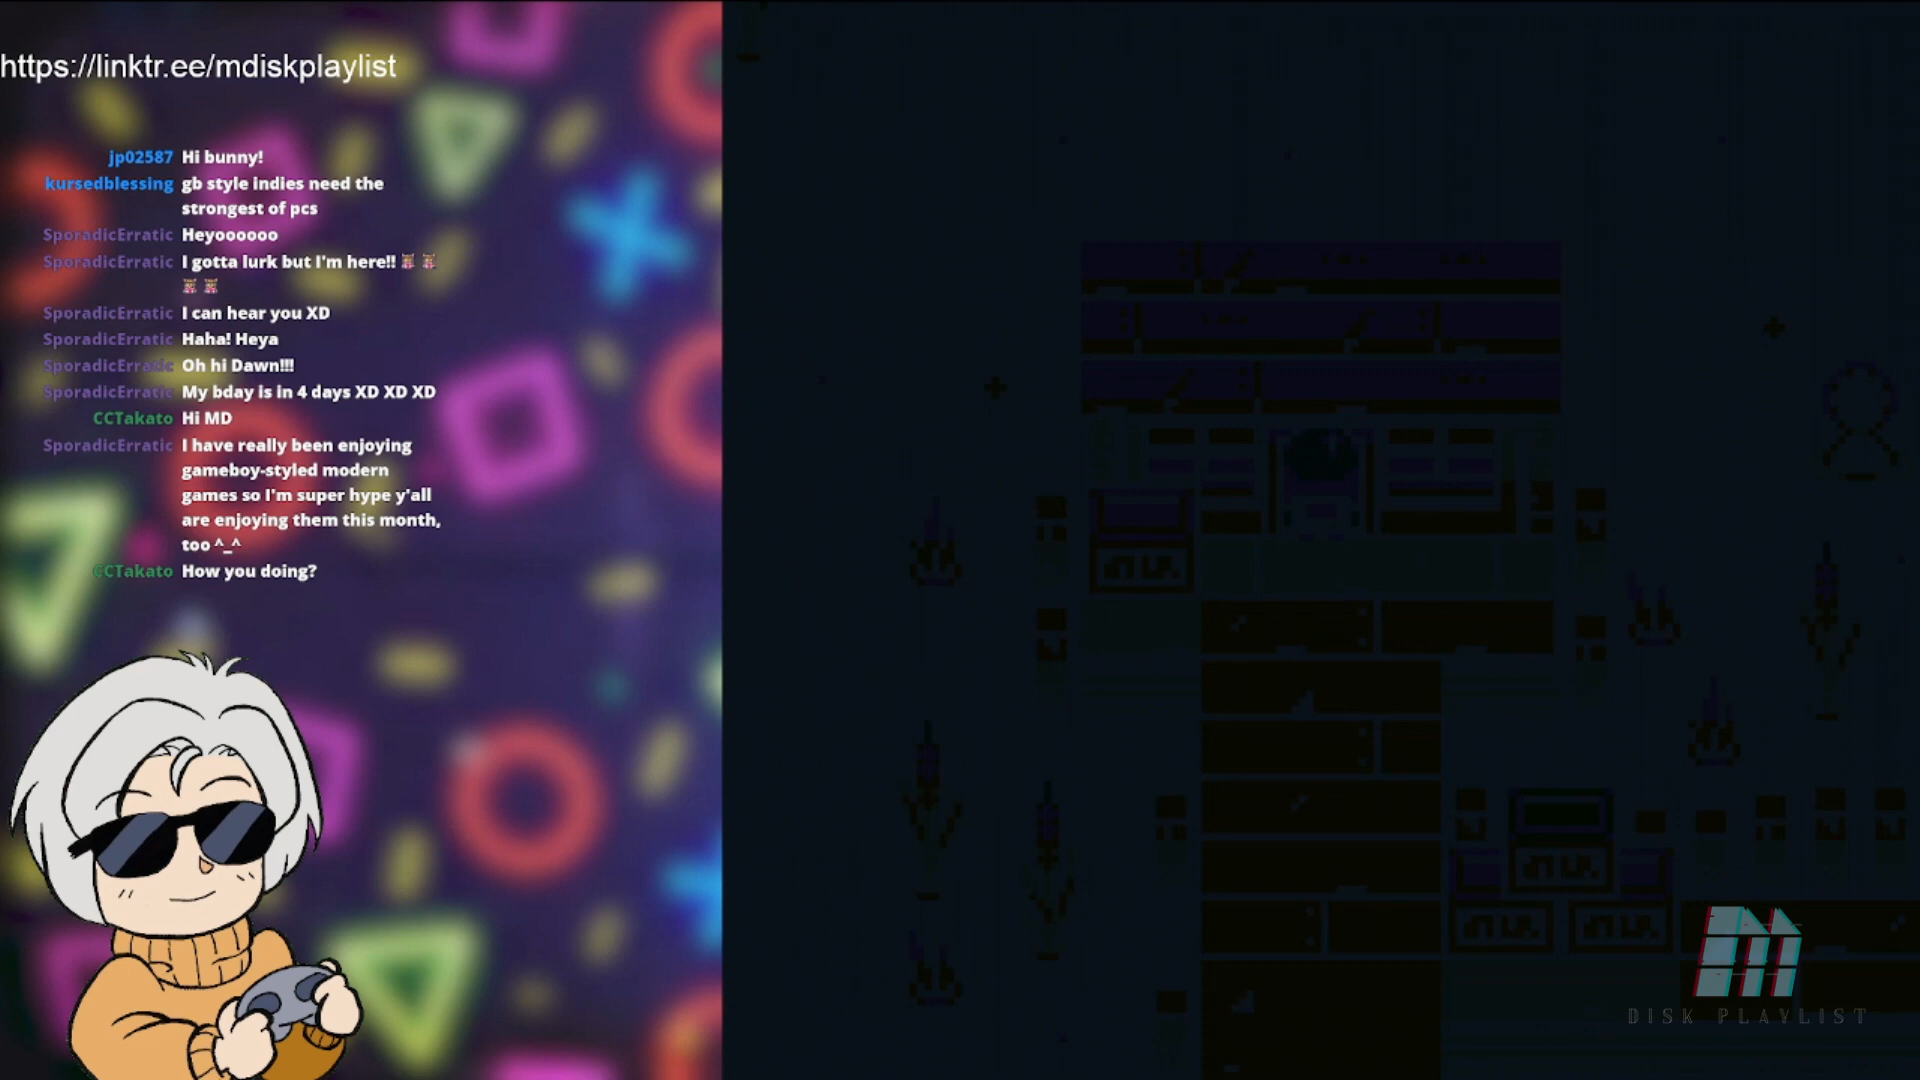 https://linktr.ee/mdiskplaylist
jp02587 Hi bunny!
kursedblessing gb style indies need the
strongest of pcs
SporadicErratic Heyoooooo
SporadicErratic I gotta lurk but I'm here!!
SporadicErratic I can hear you XD
SporadicErratic Haha! Heya
SporadicErratic Oh hi Dawn!!!
SporadicErratic My bday is in 4 days XD XD XD
CCTakato Hi MD
SporadicErratic I have really been enjoying
gameboy-styled modern
games so I'm super hype y'all
are enjoying them this month,
too ^_^
CCTakato How you doing?
M
DISK PLAYLIST